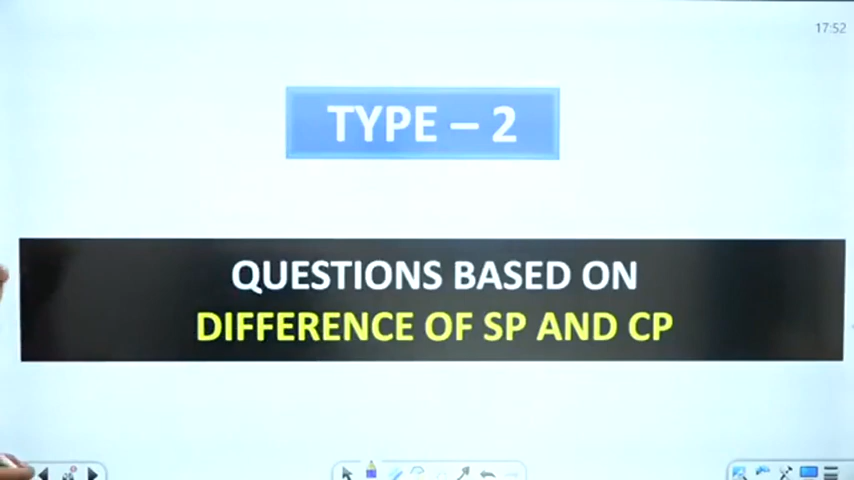 17:52
TYPE – 2
QUESTIONS BASED ON
DIFFERENCE OF SP AND CP